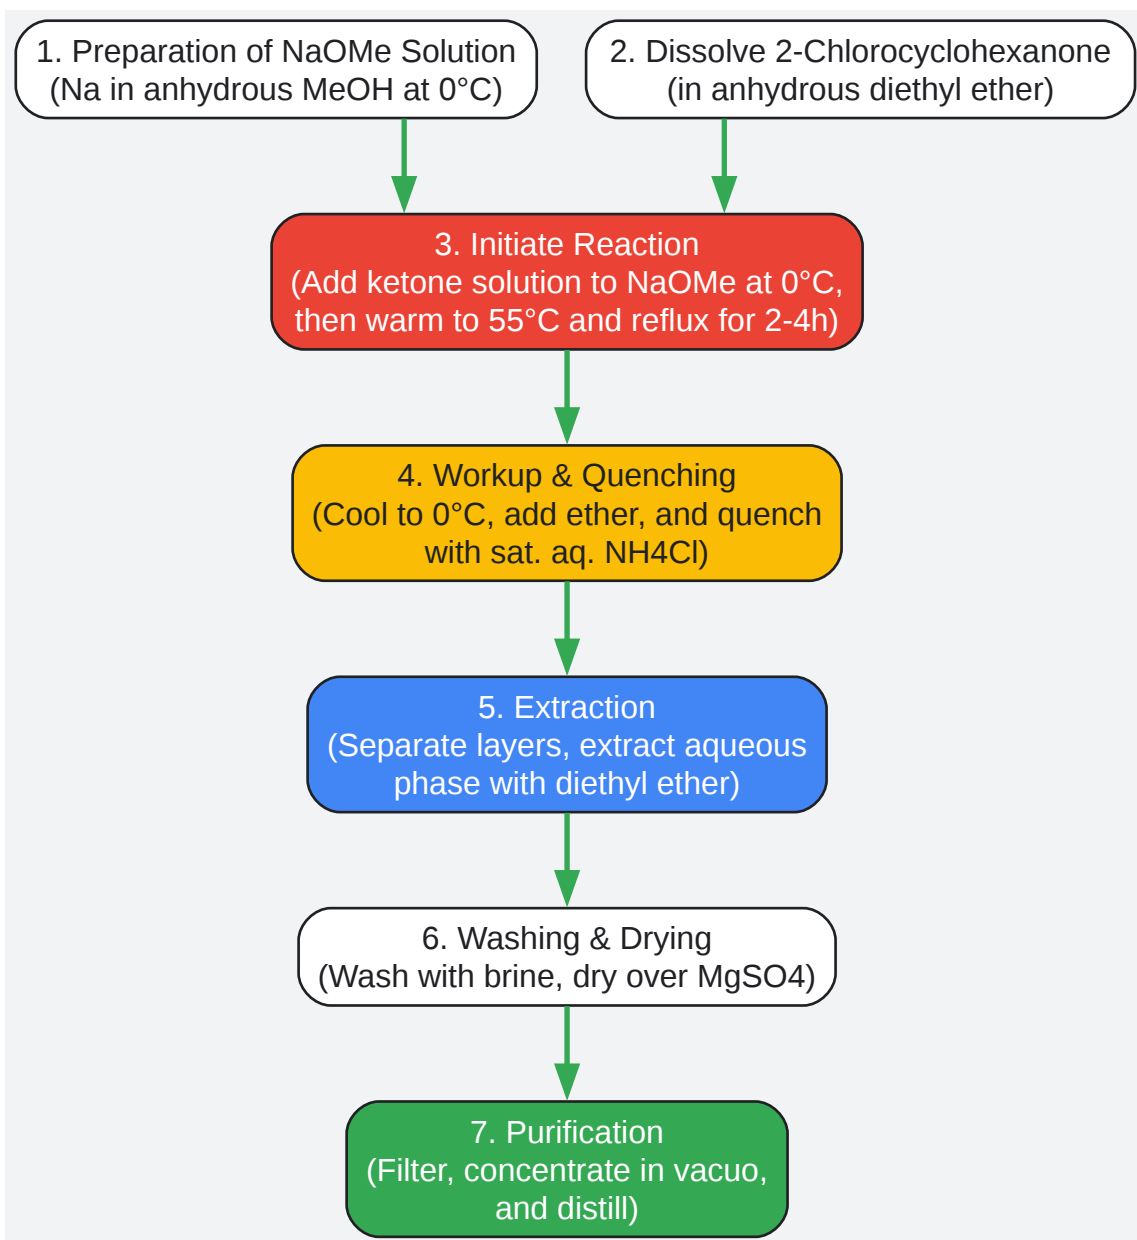 1. Preparation of NaOMe Solution
(Na in anhydrous MeOH at 0°C)
2. Dissolve 2-Chlorocyclohexanone
(in anhydrous diethyl ether)
3. Initiate Reaction
(Add ketone solution to NaOMe at 0°C,
then warm to 55°C and reflux for 2-4h)
4. Workup & Quenching
(Cool to 0°C, add ether, and quench
with sat. aq. NH4Cl)
5. Extraction
(Separate layers, extract aqueous
phase with diethyl ether)
6. Washing & Drying
(Wash with brine, dry over MgSO4)
7. Purification
(Filter, concentrate in vacuo,
and distill)